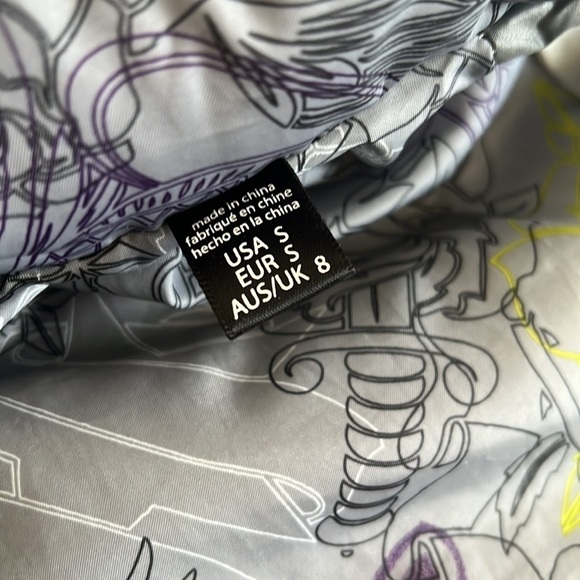 made in china
fabriqué en chine
hecho en la china
USA S
EUR S
AUS/UK 8